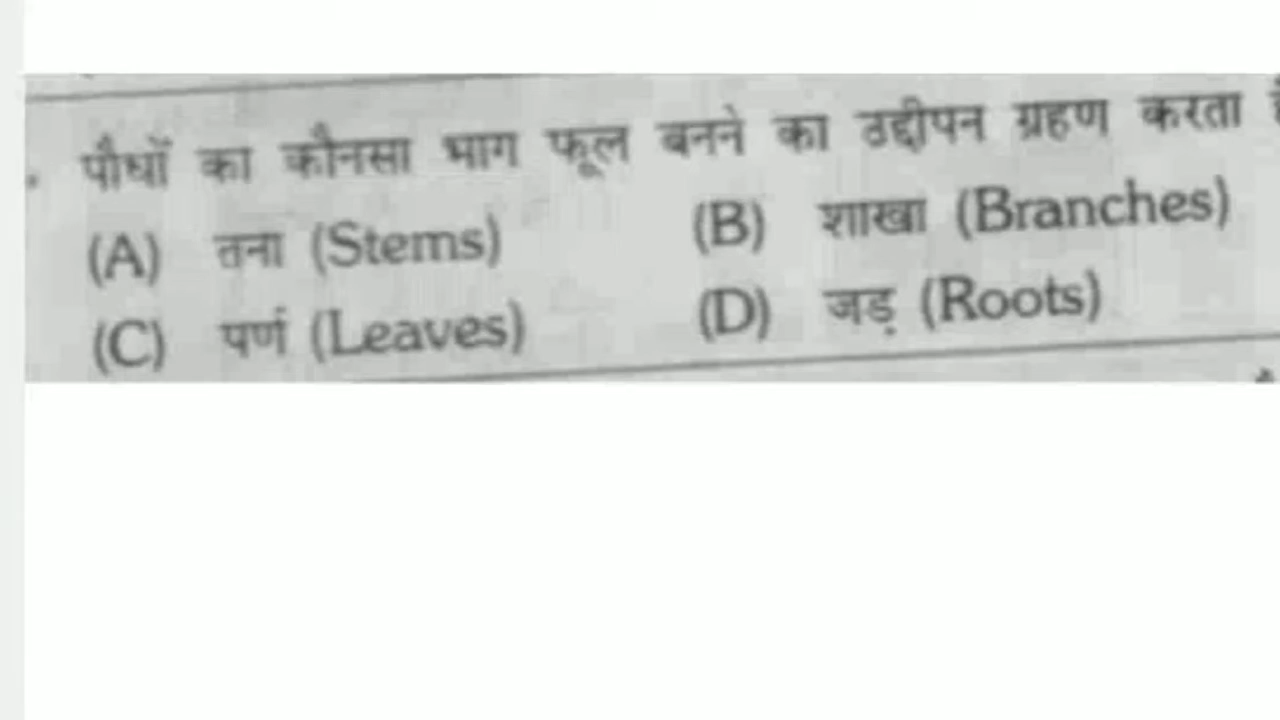 पौधों का कौनसा भाग फूल बनने का उद्दीपन ग्रहण करता
(A) तना (Stems) (B) शाखा (Branches)
(C) पर्ण (Leaves) (D) जड़ (Roots)